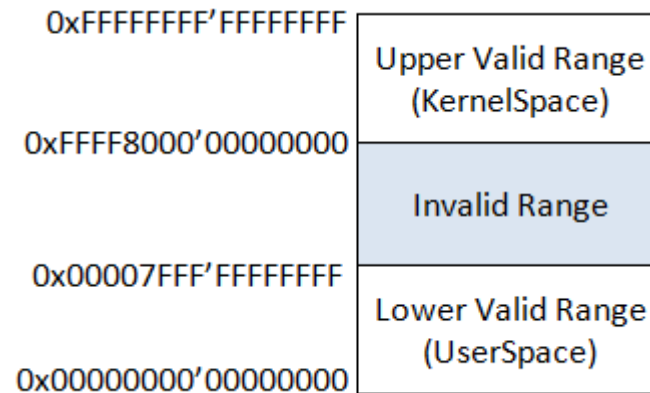 0xFFFFFFFF’FFFFFFFF
Upper Valid Range
(KernelSpace)
0xFFFF8000’00000000
Invalid Range
0x00007FFF’FFFFFFFF
Lower Valid Range
(UserSpace)
0x00000000’00000000